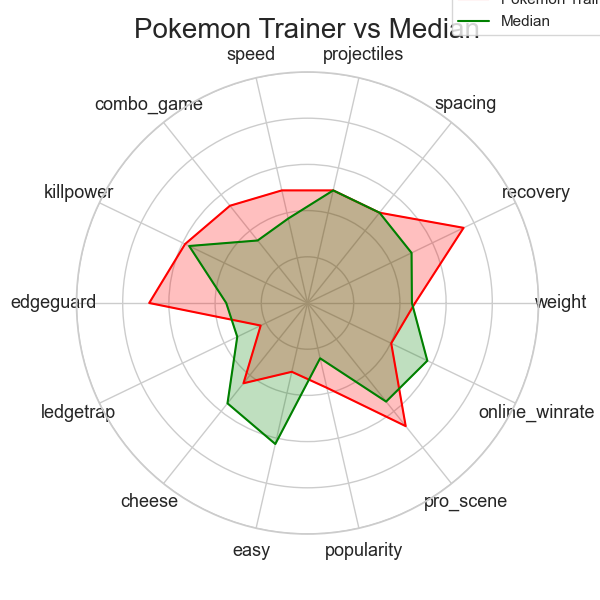 Pokemon Trainer vs Median
Median
speed
projectiles
combo_game
spacing
killpower
recovery
edgeguard
weight
ledgetrap
online_winrate
cheese
pro_scene
easy
popularity